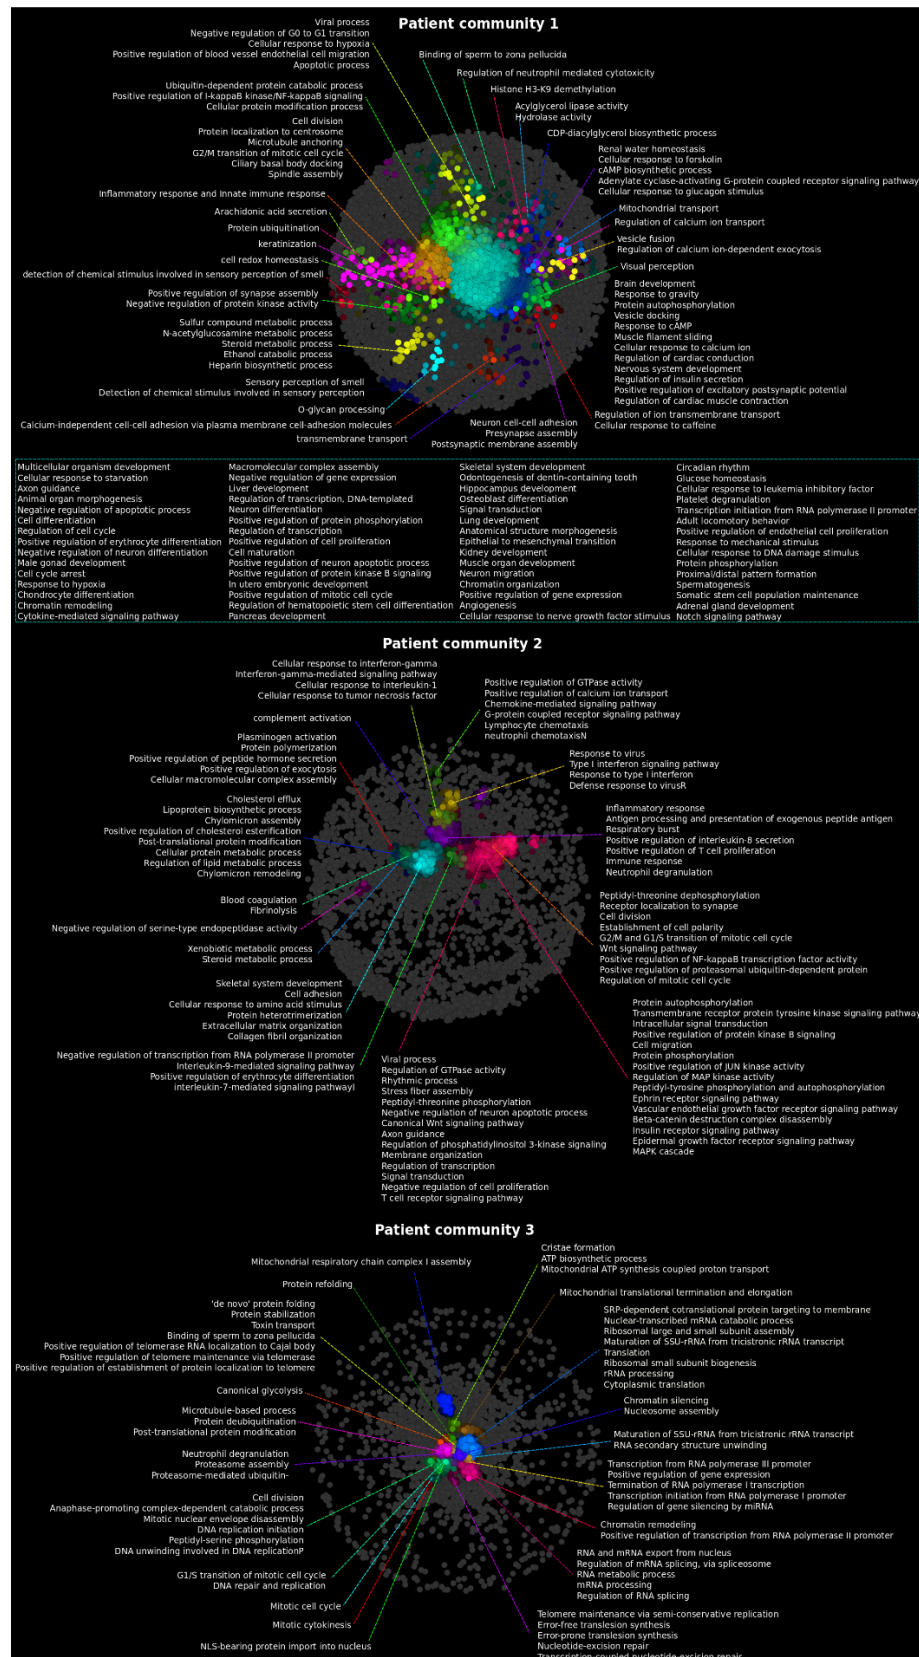 Patient community 1
Viral process
Negative regulation of G0 to G1 transition
Cellular response to hypoxia
Positive regulation of blood vessel endothelial cell migration
Apoptotic process
Ubiquitin-dependent protein catabolic process
Positive regulation of I-kappaB kinase/NF-kappaB signaling
Cellular protein modification process
Cell division
Protein localization to centrosome
Microtubule anchoring
G2/M transition of mitotic cell cycle
Ciliary basal body docking
Spindle assembly
Inflammatory response and Innate immune response
Arachidonic acid secretion
Protein ubiquitination
keratinization
cell redox homeostasis
detection of chemical stimulus involved in sensory perception of smell
Positive regulation of synapse assembly
Negative regulation of protein kinase activity
Sulfur compound metabolic process
N-acetylglucosamine metabolic process
Steroid metabolic process
Ethanol catabolic process
Heparin biosynthetic process
Sensory perception of smell
Detection of chemical stimulus involved in sensory perception
O-glycan processing
Calcium-independent cell-cell adhesion via plasma membrane cell-adhesion molecules
transmembrane transport
Binding of sperm to zona pellucida
Regulation of neutrophil mediated cytotoxicity
Histone H3-K9 demethylation
Acylglycerol lipase activity
Hydrolase activity
CDP-diacylglycerol biosynthetic process
Renal water homeostasis
Cellular response to forskolin
cAMP biosynthetic process
Adenylate cyclase-activating G-protein coupled receptor signaling pathway
Cellular response to glucagon stimulus
Mitochondrial transport
Regulation of calcium ion transport
Vesicle fusion
Regulation of calcium ion-dependent exocytosis
Visual perception
Brain development
Response to gravity
Protein autophosphorylation
Vesicle docking
Response to cAMP
Muscle filament sliding
Cellular response to calcium ion
Regulation of cardiac conduction
Nervous system development
Regulation of insulin secretion
Positive regulation of excitatory postsynaptic potential
Regulation of cardiac muscle contraction
Regulation of ion transmembrane transport
Cellular response to caffeine
Neuron cell-cell adhesion
Presynapse assembly
Postsynaptic membrane assembly
Multicellular organism development
Cellular response to starvation
Axon guidance
Animal organ morphogenesis
Negative regulation of apoptotic process
Cell differentiation
Regulation of cell cycle
Positive regulation of erythrocyte differentiation
Negative regulation of neuron differentiation
Male gonad development
Cell cycle arrest
Response to hypoxia
Chondrocyte differentiation
Chromatin remodeling
Cytokine-mediated signaling pathway
Macromolecular complex assembly
Negative regulation of gene expression
Liver development
Regulation of transcription, DNA-templated
Neuron differentiation
Positive regulation of protein phosphorylation
Regulation of transcription
Positive regulation of cell proliferation
Cell maturation
Positive regulation of neuron apoptotic process
Positive regulation of protein kinase B signaling
In utero embryonic development
Positive regulation of mitotic cell cycle
Regulation of hematopoietic stem cell differentiation
Pancreas development
Skeletal system development
Odontogenesis of dentin-containing tooth
Hippocampus development
Osteoblast differentiation
Signal transduction
Lung development
Anatomical structure morphogenesis
Epithelial to mesenchymal transition
Kidney development
Muscle organ development
Neuron migration
Chromatin organization
Positive regulation of gene expression
Angiogenesis
Cellular response to nerve growth factor stimulus
Circadian rhythm
Glucose homeostasis
Cellular response to leukemia inhibitory factor
Platelet degranulation
Transcription initiation from RNA polymerase II promoter
Adult locomotory behavior
Positive regulation of endothelial cell proliferation
Response to mechanical stimulus
Cellular response to DNA damage stimulus
Protein phosphorylation
Proximal/distal pattern formation
Spermatogenesis
Somatic stem cell population maintenance
Adrenal gland development
Notch signaling pathway
Patient community 2
Cellular response to interferon-gamma
Interferon-gamma-mediated signaling pathway
Cellular response to interleukin-1
Cellular response to tumor necrosis factor
complement activation
Plasminogen activation
Protein polymerization
Positive regulation of peptide hormone secretion
Positive regulation of exocytosis
Cellular macromolecular complex assembly
Cholesterol efflux
Lipoprotein biosynthetic process
Chylomicron assembly
Positive regulation of cholesterol esterification
Post-translational protein modification
Cellular protein metabolic process
Regulation of lipid metabolic process
Chylomicron remodeling
Blood coagulation
Fibrinolysis
Negative regulation of serine-type endopeptidase activity
Xenobiotic metabolic process
Steroid metabolic process
Skeletal system development
Cell adhesion
Cellular response to amino acid stimulus
Protein heterotrimerization
Extracellular matrix organization
Collagen fibril organization
Negative regulation of transcription from RNA polymerase II promoter
Interleukin-9-mediated signaling pathway
Positive regulation of erythrocyte differentiation
interleukin-7-mediated signaling pathwayl
Positive regulation of GTPase activity
Positive regulation of calcium ion transport
Chemokine-mediated signaling pathway
G-protein coupled receptor signaling pathway
Lymphocyte chemotaxis
neutrophil chemotaxisN
Response to virus
Type I interferon signaling pathway
Response to type I interferon
Defense response to virusR
Inflammatory response
Antigen processing and presentation of exogenous peptide antigen
Respiratory burst
Positive regulation of interleukin-8 secretion
Positive regulation of T cell proliferation
Immune response
Neutrophil degranulation
Peptidyl-threonine dephosphorylation
Receptor localization to synapse
Cell division
Establishment of cell polarity
G2/M and G1/S transition of mitotic cell cycle
Wnt signaling pathway
Positive regulation of NF-kappaB transcription factor activity
Positive regulation of proteasomal ubiquitin-dependent protein
Regulation of mitotic cell cycle
Protein autophosphorylation
Transmembrane receptor protein tyrosine kinase signaling pathway
Intracellular signal transduction
Positive regulation of protein kinase B signaling
Cell migration
Protein phosphorylation
Positive regulation of JUN kinase activity
Regulation of MAP kinase activity
Peptidyl-tyrosine phosphorylation and autophosphorylation
Ephrin receptor signaling pathway
Vascular endothelial growth factor receptor signaling pathway
Beta-catenin destruction complex disassembly
Insulin receptor signaling pathway
Epidermal growth factor receptor signaling pathway
MAPK cascade
Viral process
Regulation of GTPase activity
Rhythmic process
Stress fiber assembly
Peptidyl-threonine phosphorylation
Negative regulation of neuron apoptotic process
Canonical Wnt signaling pathway
Axon guidance
Regulation of phosphatidylinositol 3-kinase signaling
Membrane organization
Regulation of transcription
Signal transduction
Negative regulation of cell proliferation
T cell receptor signaling pathway
Patient community 3
Mitochondrial respiratory chain complex I assembly
Protein refolding
'de novo' protein folding
Protein stabilization
Toxin transport
Binding of sperm to zona pellucida
Positive regulation of telomerase RNA localization to Cajal body
Positive regulation of telomere maintenance via telomerase
Positive regulation of establishment of protein localization to telomere
Canonical glycolysis
Microtubule-based process
Protein deubiquitination
Post-translational protein modification
Neutrophil degranulation
Proteasome assembly
Proteasome-mediated ubiquitin-
Cell division
Anaphase-promoting complex-dependent catabolic process
Mitotic nuclear envelope disassembly
DNA replication initiation
Peptidyl-serine phosphorylation
DNA unwinding involved in DNA replicationP
G1/S transition of mitotic cell cycle
DNA repair and replication
Mitotic cell cycle
Mitotic cytokinesis
NLS-bearing protein import into nucleus
Cristae formation
ATP biosynthetic process
Mitochondrial ATP synthesis coupled proton transport
Mitochondrial translational termination and elongation
SRP-dependent cotranslational protein targeting to membrane
Nuclear-transcribed mRNA catabolic process
Ribosomal large and small subunit assembly
Maturation of SSU-rRNA from tricistronic rRNA transcript
Translation
Ribosomal small subunit biogenesis
rRNA processing
Cytoplasmic translation
Chromatin silencing
Nucleosome assembly
Maturation of SSU-rRNA from tricistronic rRNA transcript
RNA secondary structure unwinding
Transcription from RNA polymerase III promoter
Positive regulation of gene expression
Termination of RNA polymerase I transcription
Transcription initiation from RNA polymerase I promoter
Regulation of gene silencing by miRNA
Chromatin remodeling
Positive regulation of transcription from RNA polymerase II promoter
RNA and mRNA export from nucleus
Regulation of mRNA splicing, via spliceosome
RNA metabolic process
mRNA processing
Regulation of RNA splicing
Telomere maintenance via semi-conservative replication
Error-free translesion synthesis
Error-prone translesion synthesis
Nucleotide-excision repair
Transcription-coupled nucleotide-excision repair